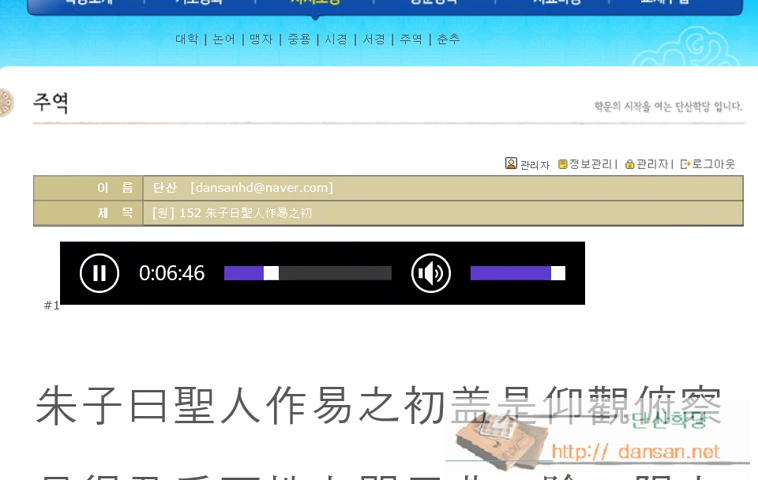 대학 | 논어 | 맹자 | 중용 | 시경 | 서경 | 주역 | 춘추
주역
학문의 시작을 여는 단산학당 입니다.
관리자 정보관리 | 관리자 | 로그아웃
이 름 단산 [dansanhd@naver.com]
제 목 [원] 152 朱子曰聖人作易之初
0:06:46
#1
朱子曰聖人作易之初盖是仰觀俯察
단산학당
http:// dansan.net